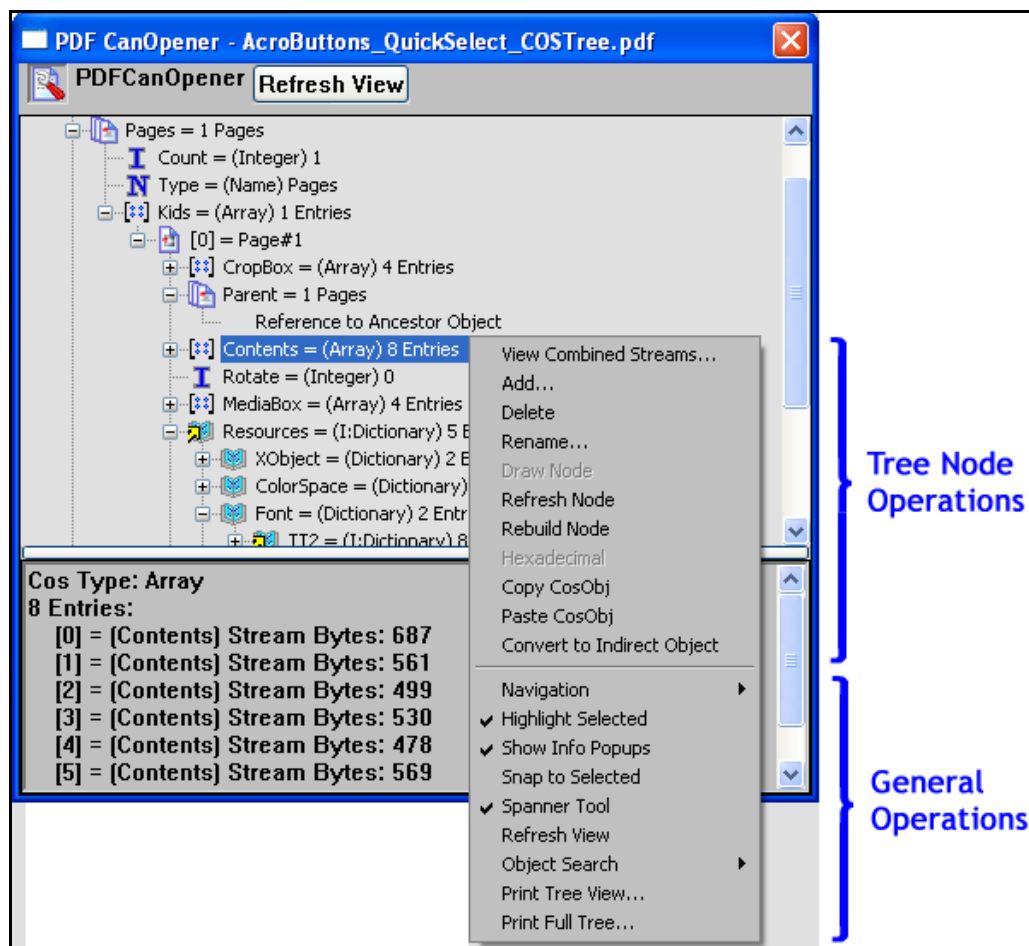 PDF CanOpener - AcroButtons_QuickSelect_COSTree.pdf
PDFCanOpener Refresh View
Pages = 1 Pages
I Count = (Integer) 1
N Type = (Name) Pages
Kids = (Array) 1 Entries
[0] = Page#1
CropBox = (Array) 4 Entries
Parent = 1 Pages
Reference to Ancestor Object
Contents = (Array) 8 Entries
I Rotate = (Integer) 0
MediaBox = (Array) 4 Entries
Resources = (I:Dictionary) 5 E
XObject = (Dictionary) 2 E
ColorSpace = (Dictionary)
Font = (Dictionary) 2 Entr
TT2 = (I:Dictionary) 8
Cos Type: Array
8 Entries:
[0] = (Contents) Stream Bytes: 687
[1] = (Contents) Stream Bytes: 561
[2] = (Contents) Stream Bytes: 499
[3] = (Contents) Stream Bytes: 530
[4] = (Contents) Stream Bytes: 478
[5] = (Contents) Stream Bytes: 569
View Combined Streams...
Add...
Delete
Rename...
Draw Node
Refresh Node
Rebuild Node
Hexadecimal
Copy CosObj
Paste CosObj
Convert to Indirect Object
Navigation
Highlight Selected
Show Info Popups
Snap to Selected
Spanner Tool
Refresh View
Object Search
Print Tree View...
Print Full Tree...
Tree Node
Operations
General
Operations